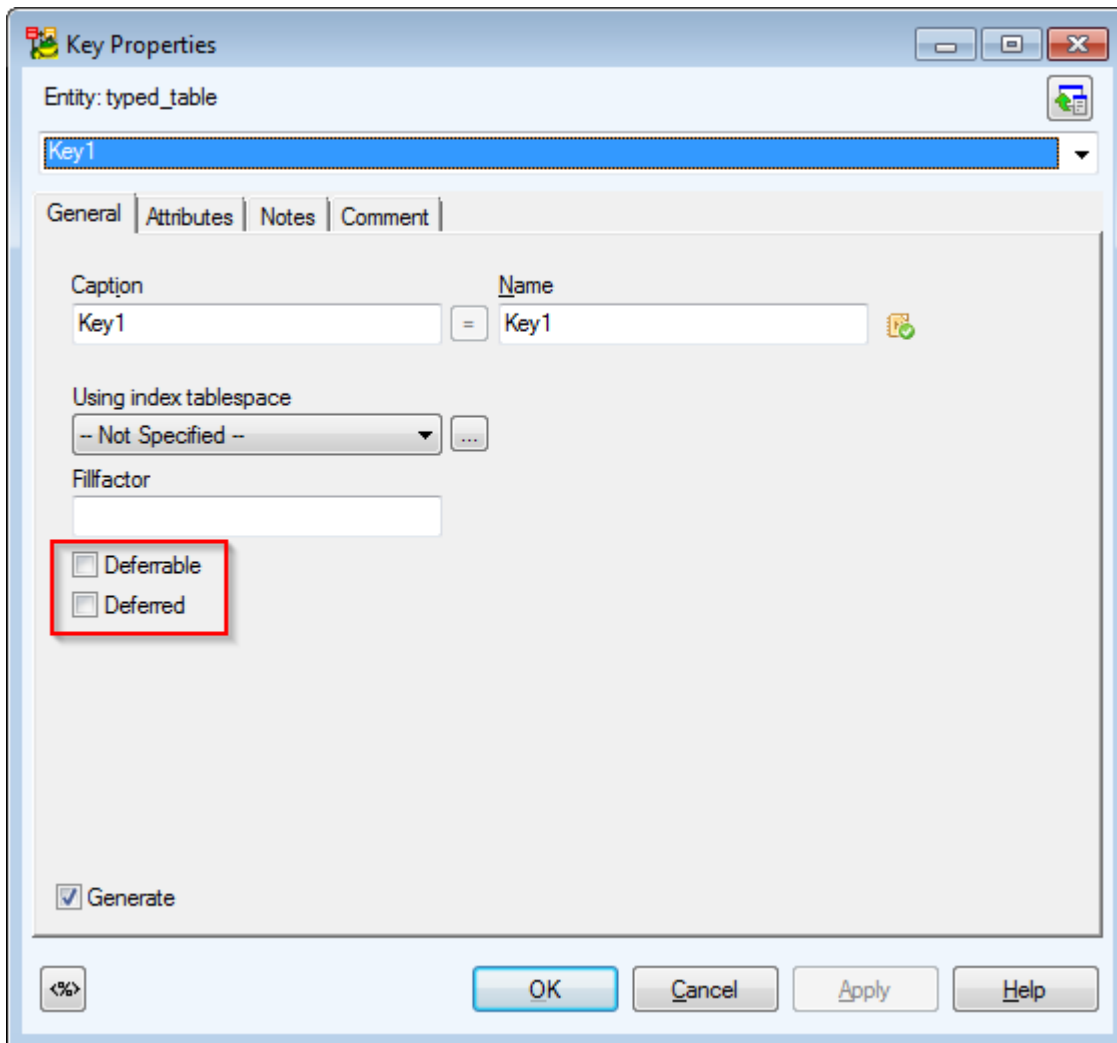 Key Properties
Entity: typed_table
Key1
General Attributes Notes Comment
Caption Name
Key1 = Key1
Using index tablespace
-- Not Specified -- ...
Fillfactor
Deferrable
Deferred
Generate
<%> OK Cancel Apply Help